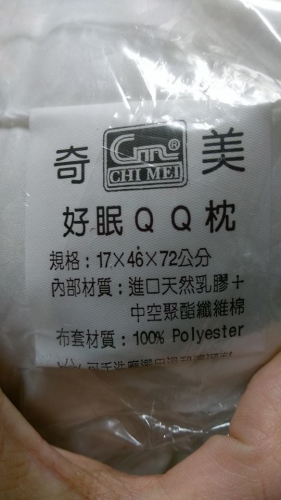 奇 CM® CHI MEI 美
好眠QQ枕
規格：17×46×72公分
內部材質：進口天然乳膠＋
中空聚酯纖維棉
布套材質：100% Polyester